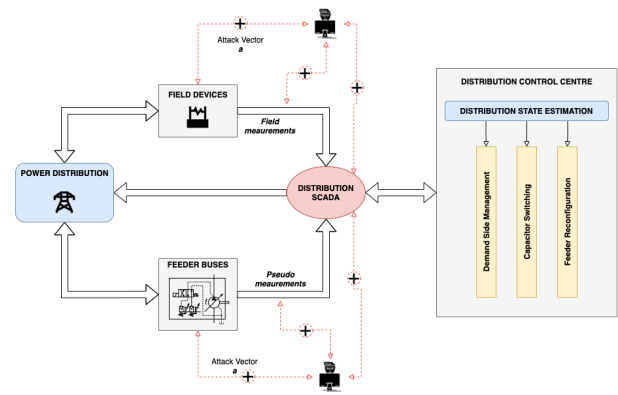 Attack Vector
a
FIELD DEVICES
Field
meaurements
POWER DISTRIBUTION
DISTRIBUTION
SCADA
FEEDER BUSES
Pseudo
meaurements
Attack Vector
a
DISTRIBUTION CONTROL CENTRE
DISTRIBUTION STATE ESTIMATION
Demand Side Management
Capacitor Switching
Feeder Reconfiguration